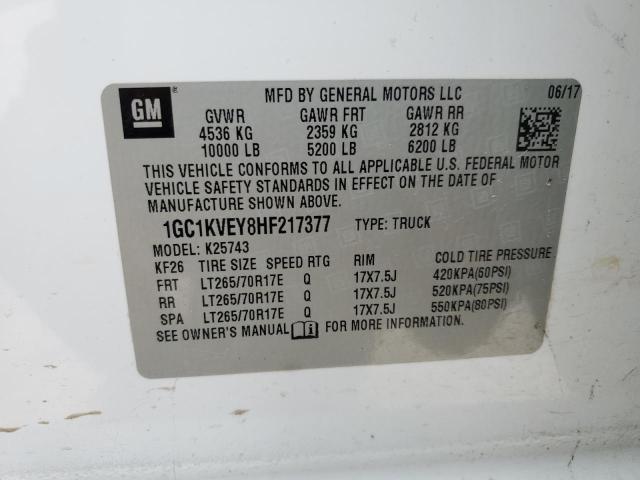 GM
MFD BY GENERAL MOTORS LLC 06/17
GVWR GAWR FRT GAWR RR
4536 KG 2359 KG 2812 KG
10000 LB 5200 LB 6200 LB
THIS VEHICLE CONFORMS TO ALL APPLICABLE U.S. FEDERAL MOTOR
VEHICLE SAFETY STANDARDS IN EFFECT ON THE DATE OF
MANUFACTURE SHOWN ABOVE.
1GC1KVEY8HF217377 TYPE: TRUCK
MODEL: K25743
KF26 TIRE SIZE SPEED RTG RIM COLD TIRE PRESSURE
FRT LT265/70R17E Q 17X7.5J 420KPA(60PSI)
RR LT265/70R17E Q 17X7.5J 520KPA(75PSI)
SPA LT265/70R17E Q 17X7.5J 550KPA(80PSI)
SEE OWNER'S MANUAL FOR MORE INFORMATION.